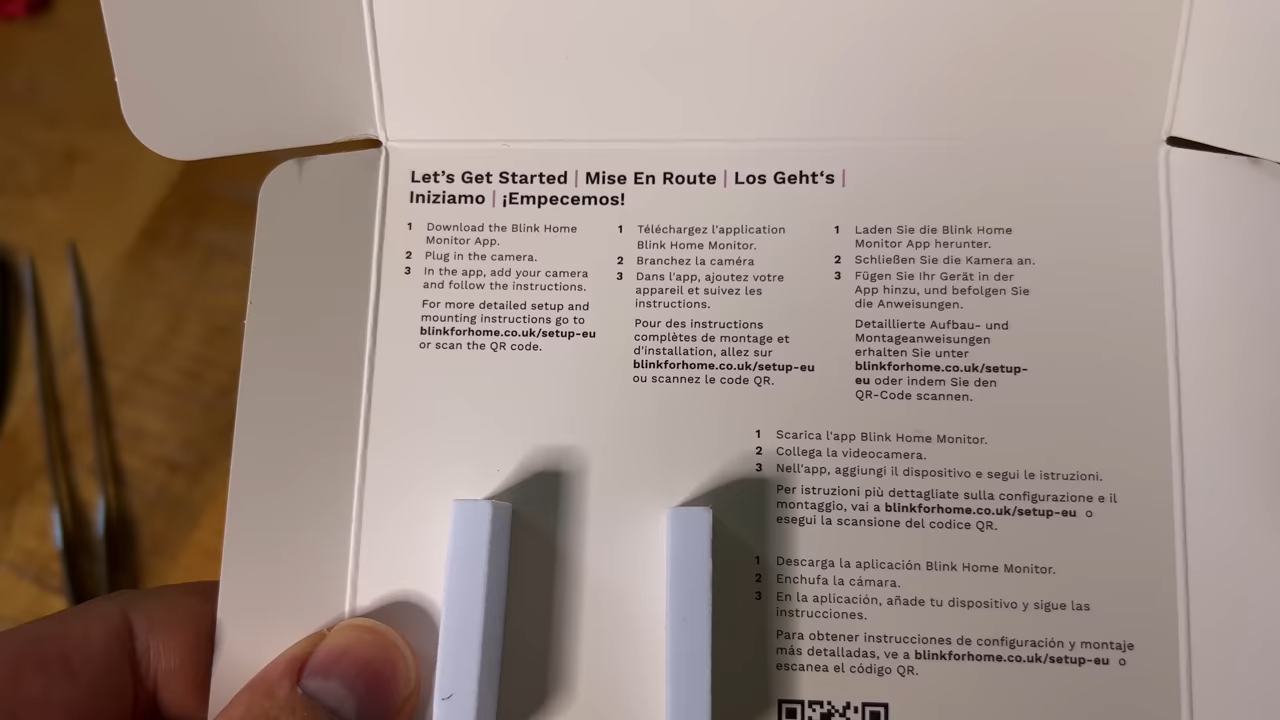 Let's Get Started | Mise En Route | Los Geht‘s |
Iniziamo | ¡Empecemos!
1 Download the Blink Home
Monitor App.
2 Plug in the camera.
3 In the app, add your camera
and follow the instructions.
For more detailed setup and
mounting instructions go to
blinkforhome.co.uk/setup-eu
or scan the QR code.
1 Téléchargez l'application
Blink Home Monitor.
2 Branchez la caméra
3 Dans l'app, ajoutez votre
appareil et suivez les
instructions.
Pour des instructions
complètes de montage et
d'installation, allez sur
blinkforhome.co.uk/setup-eu
ou scannez le code QR.
1 Laden Sie die Blink Home
Monitor App herunter.
2 Schließen Sie die Kamera an.
3 Fügen Sie Ihr Gerät in der
App hinzu, und befolgen Sie
die Anweisungen.
Detaillierte Aufbau- und
Montageanweisungen
erhalten Sie unter
blinkforhome.co.uk/setup-
eu oder indem Sie den
QR-Code scannen.
1 Scarica l'app Blink Home Monitor.
2 Collega la videocamera.
3 Nell'app, aggiungi il dispositivo e segui le istruzioni.
Per istruzioni più dettagliate sulla configurazione e il
montaggio, vai a blinkforhome.co.uk/setup-eu o
esegui la scansione del codice QR.
1 Descarga la aplicación Blink Home Monitor.
2 Enchufa la cámara.
3 En la aplicación, añade tu dispositivo y sigue las
instrucciones.
Para obtener instrucciones de configuración y montaje
más detalladas, ve a blinkforhome.co.uk/setup-eu o
escanea el código QR.